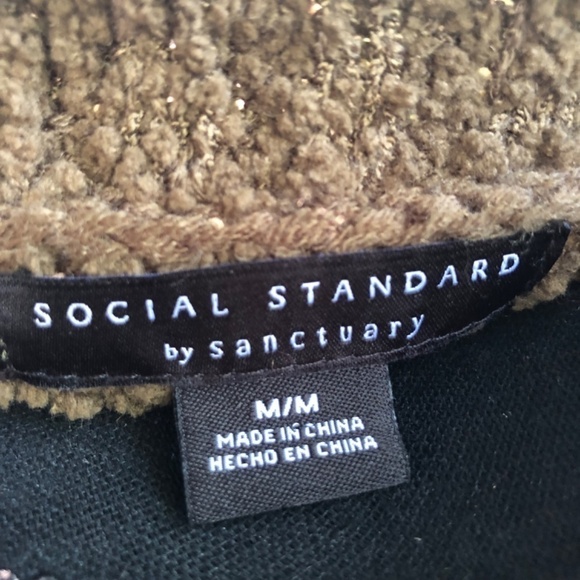 SOCIAL STANDARD
by sanctuary
M/M
MADE IN CHINA
HECHO EN CHINA